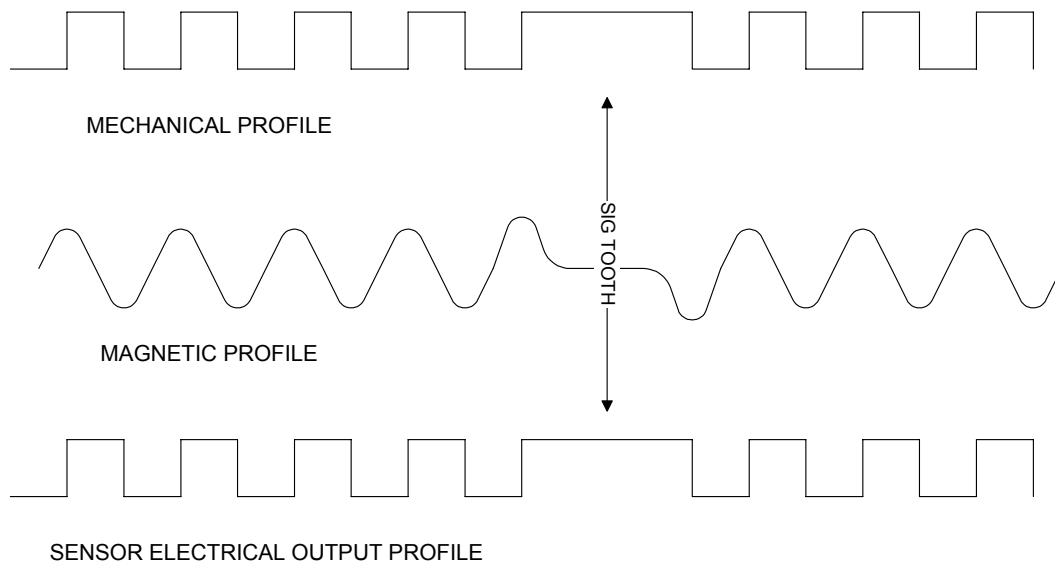 MECHANICAL PROFILE
SIG TOOTH
MAGNETIC PROFILE
SENSOR ELECTRICAL OUTPUT PROFILE